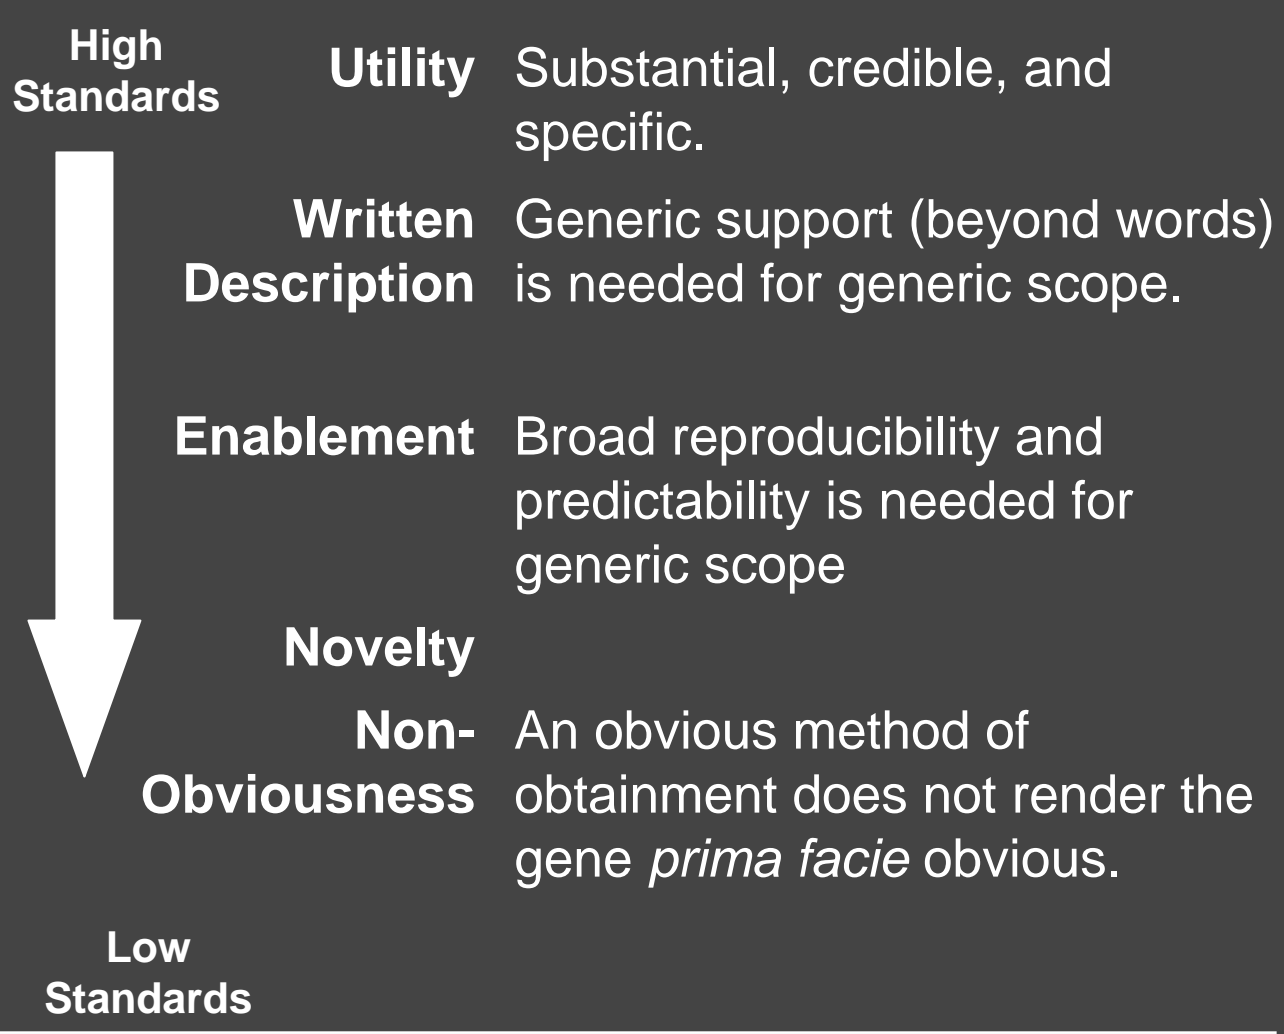 High
Standards
Utility Substantial, credible, and
specific.
Written Generic support (beyond words)
Description is needed for generic scope.
Enablement Broad reproducibility and
predictability is needed for
generic scope
Novelty
Non- An obvious method of
Obviousness obtainment does not render the
gene prima facie obvious.
Low
Standards